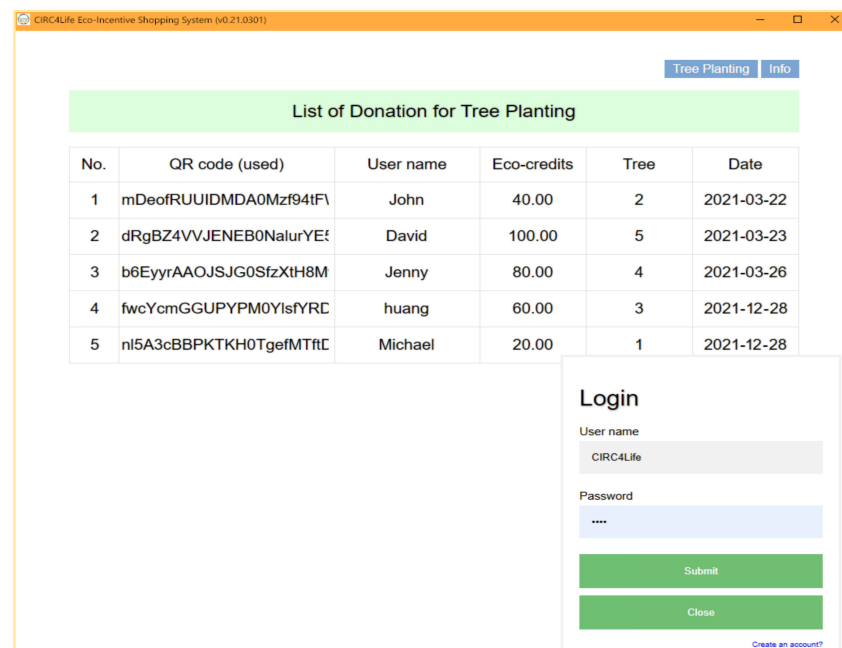 CIRC4Life Eco-Incentive Shopping System (v0.21.0301)
Tree Planting Info
List of Donation for Tree Planting
No. QR code (used) User name Eco-credits Tree Date
1 mDeofRUUIDMDA0Mzf94tF\ John 40.00 2 2021-03-22
2 dRgBZ4VVJENEB0NalurYE5 David 100.00 5 2021-03-23
3 b6EyyrAAOJSJG0SfzXtH8M Jenny 80.00 4 2021-03-26
4 fwcYcmGGUPYPM0YlsfYRD huang 60.00 3 2021-12-28
5 nl5A3cBBPKTKH0TgefMTftD Michael 20.00 1 2021-12-28
Login
User name
CIRC4Life
Password
••••
Submit
Close
Create an account?